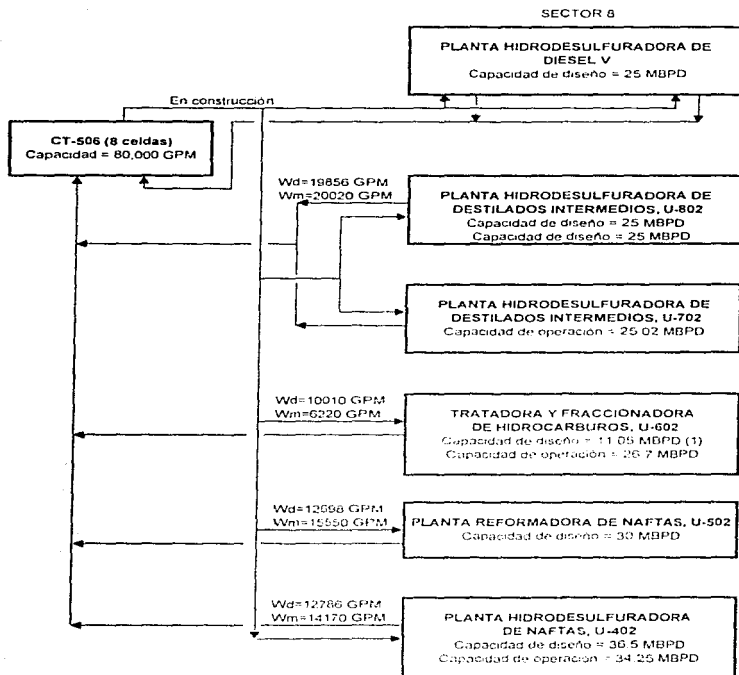 SECTOR 8
PLANTA HIDRODESULFURADORA DE
DIESEL V
Capacidad de diseño = 25 MBPD
En construcción
CT-506 (8 celdas)
Capacidad = 80,000 GPM
Wd=19856 GPM
Wm=20020 GPM
PLANTA HIDRODESULFURADORA DE
DESTILADOS INTERMEDIOS, U-802
Capacidad de diseño = 25 MBPD
Capacidad de diseño = 25 MBPD
PLANTA HIDRODESULFURADORA DE
DESTILADOS INTERMEDIOS, U-702
Capacidad de operación = 25 02 MBPD
Wd=10010 GPM
Wm=6220 GPM
TRATADORA Y FRACCIONADORA
DE HIDROCARBUROS, U-602
Capacidad de diseño = 11.05 MBPD (1)
Capacidad de operación = 26.7 MBPD
Wd=12698 GPM
Wm=15550 GPM
PLANTA REFORMADORA DE NAFTAS, U-502
Capacidad de diseño = 30 MBPD
Wd=12786 GPM
Wm=14170 GPM
PLANTA HIDRODESULFURADORA
DE NAFTAS, U-402
Capacidad de diseño = 36.5 MBPD
Capacidad de operación = 34.25 MBPD